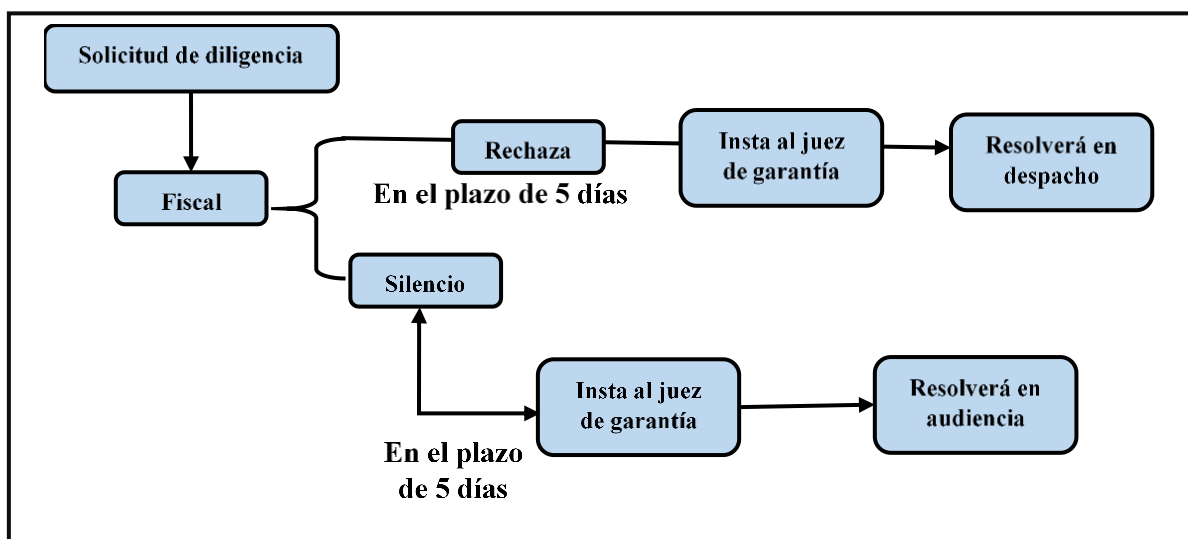 Solicitud de diligencia
Fiscal
Rechaza
En el plazo de 5 días
Insta al juez
de garantía
Resolverá en
despacho
Silencio
En el plazo
de 5 días
Insta al juez
de garantía
Resolverá en
audiencia